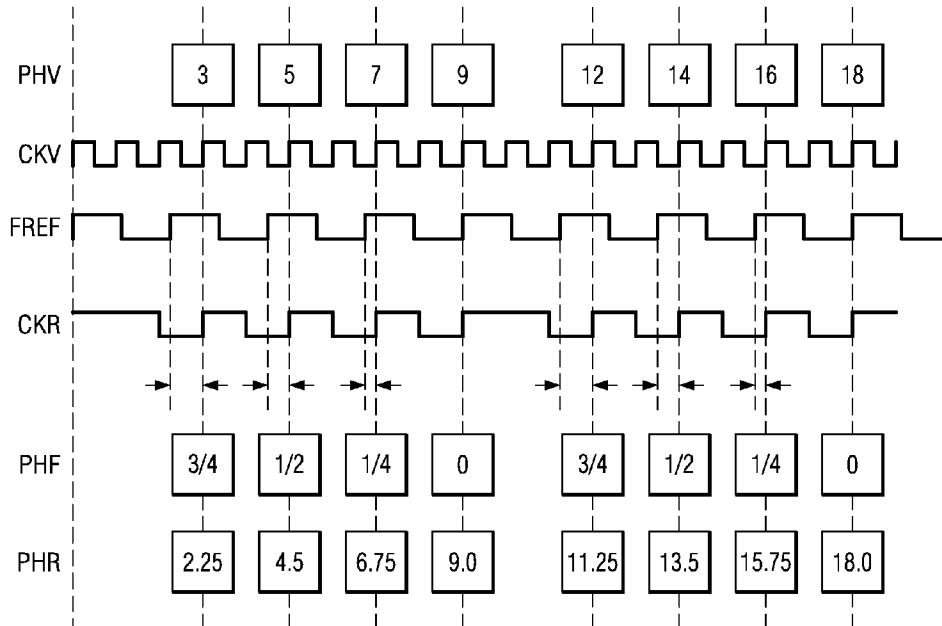 PHV 3 5 7 9 12 14 16 18
CKV
FREF
CKR
PHF 3/4 1/2 1/4 0 3/4 1/2 1/4 0
PHR 2.25 4.5 6.75 9.0 11.25 13.5 15.75 18.0